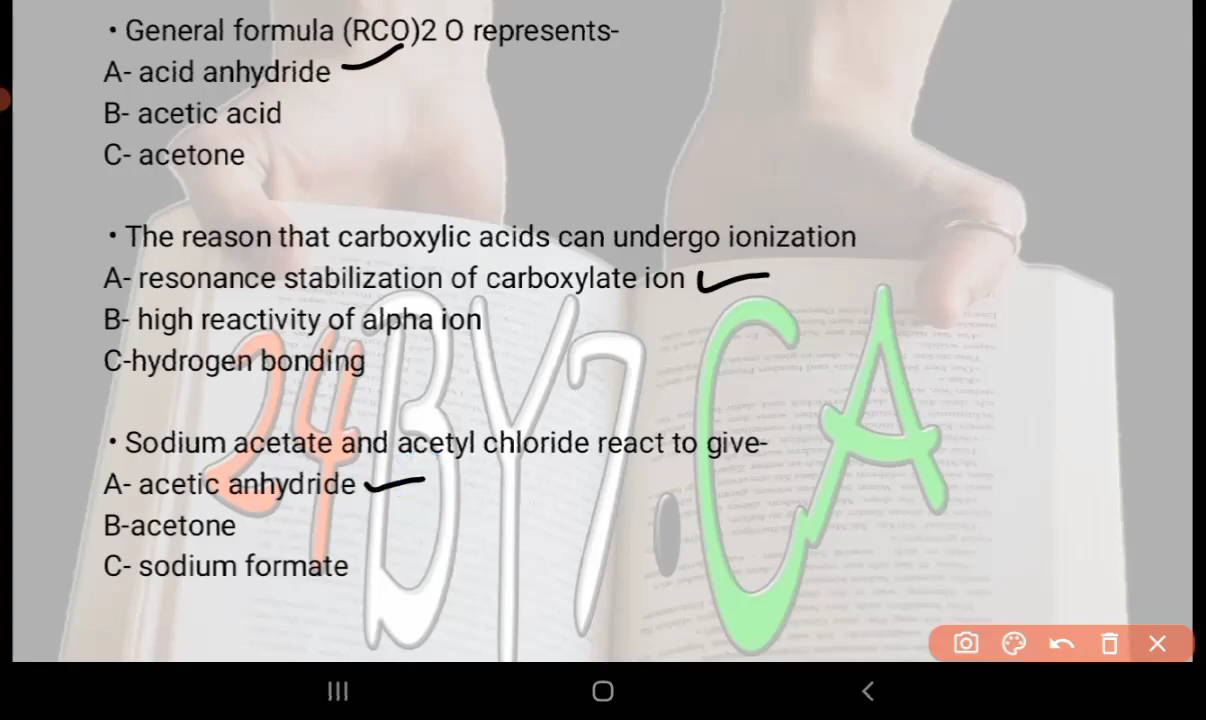 • General formula (RCO)2 O represents-
A- acid anhydride
B- acetic acid
C- acetone
• The reason that carboxylic acids can undergo ionization
A- resonance stabilization of carboxylate ion
B- high reactivity of alpha ion
C-hydrogen bonding
• Sodium acetate and acetyl chloride react to give-
A- acetic anhydride
B-acetone
C- sodium formate
24BY7.CA